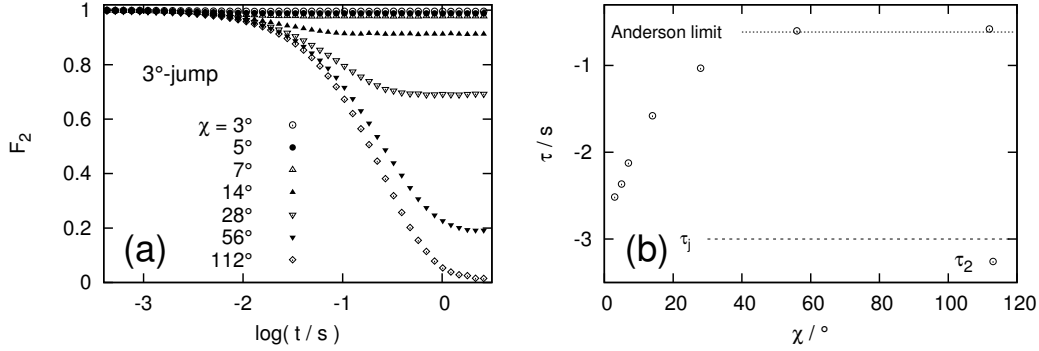 1
0.8
0.6
0.4
0.2
0
F2
3°-jump
χ = 3°
5°
7°
14°
28°
56°
112°
(a)
-3 -2 -1 0
log( t / s )
Anderson limit
-1
-2
-3
τ / s
τj
τ2
(b)
0 20 40 60 80 100 120
χ / °